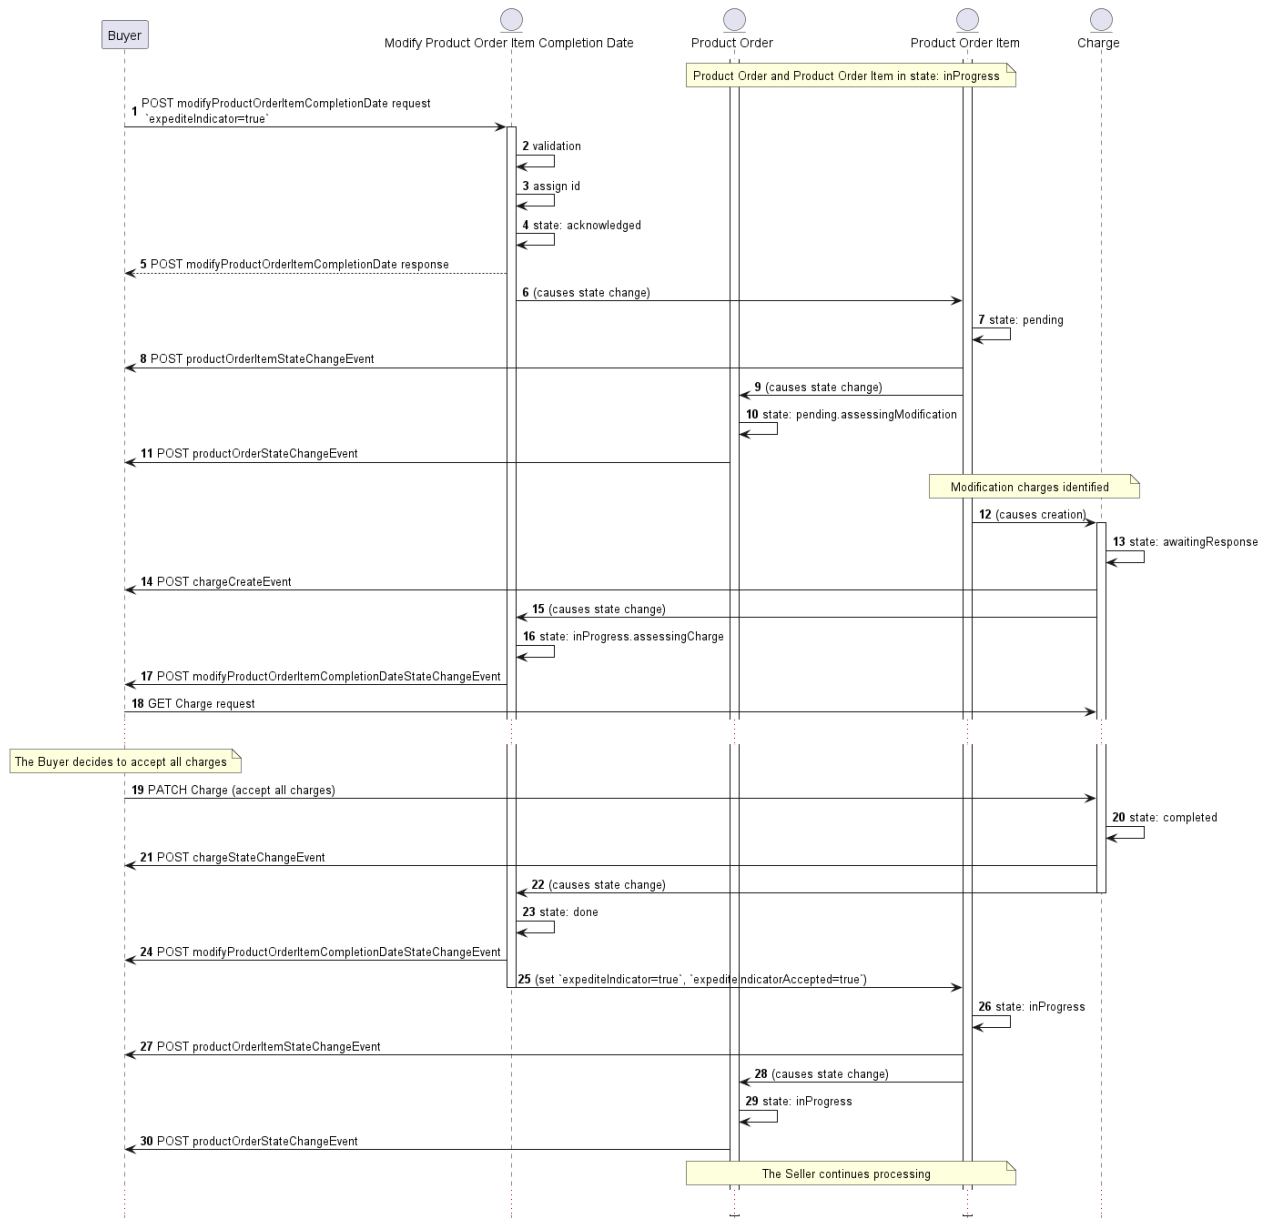 Buyer
Modify Product Order Item Completion Date
Product Order
Product Order Item
Charge
Product Order and Product Order Item in state: inProgress
1 POST modifyProductOrderItemCompletionDate request
`expediteIndicator=true`
2 validation
3 assign id
4 state: acknowledged
5 POST modifyProductOrderItemCompletionDate response
6 (causes state change)
7 state: pending
8 POST productOrderItemStateChangeEvent
9 (causes state change)
10 state: pending.assessingModification
11 POST productOrderStateChangeEvent
Modification charges identified
12 (causes creation)
13 state: awaitingResponse
14 POST chargeCreateEvent
15 (causes state change)
16 state: inProgress.assessingCharge
17 POST modifyProductOrderItemCompletionDateStateChangeEvent
18 GET Charge request
The Buyer decides to accept all charges
19 PATCH Charge (accept all charges)
20 state: completed
21 POST chargeStateChangeEvent
22 (causes state change)
23 state: done
24 POST modifyProductOrderItemCompletionDateStateChangeEvent
25 (set `expediteIndicator=true`, `expediteIndicatorAccepted=true`)
26 state: inProgress
27 POST productOrderItemStateChangeEvent
28 (causes state change)
29 state: inProgress
30 POST productOrderStateChangeEvent
The Seller continues processing